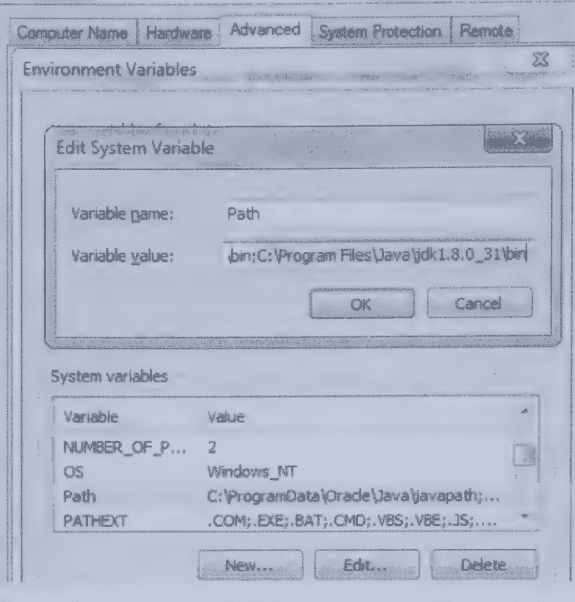 Computer Name Hardware Advanced System Protection Remote
Environment Variables
Edit System Variable
Variable name: Path
Variable value: bin;C:\Program Files\Java\jdk1.8.0_31\bin
OK Cancel
System variables
Variable Value
NUMBER_OF_P... 2
OS Windows_NT
Path C:\ProgramData\Oracle\Java\javapath;...
PATHEXT .COM;.EXE;.BAT;.CMD;.VBS;.VBE;.JS;....
New... Edit... Delete